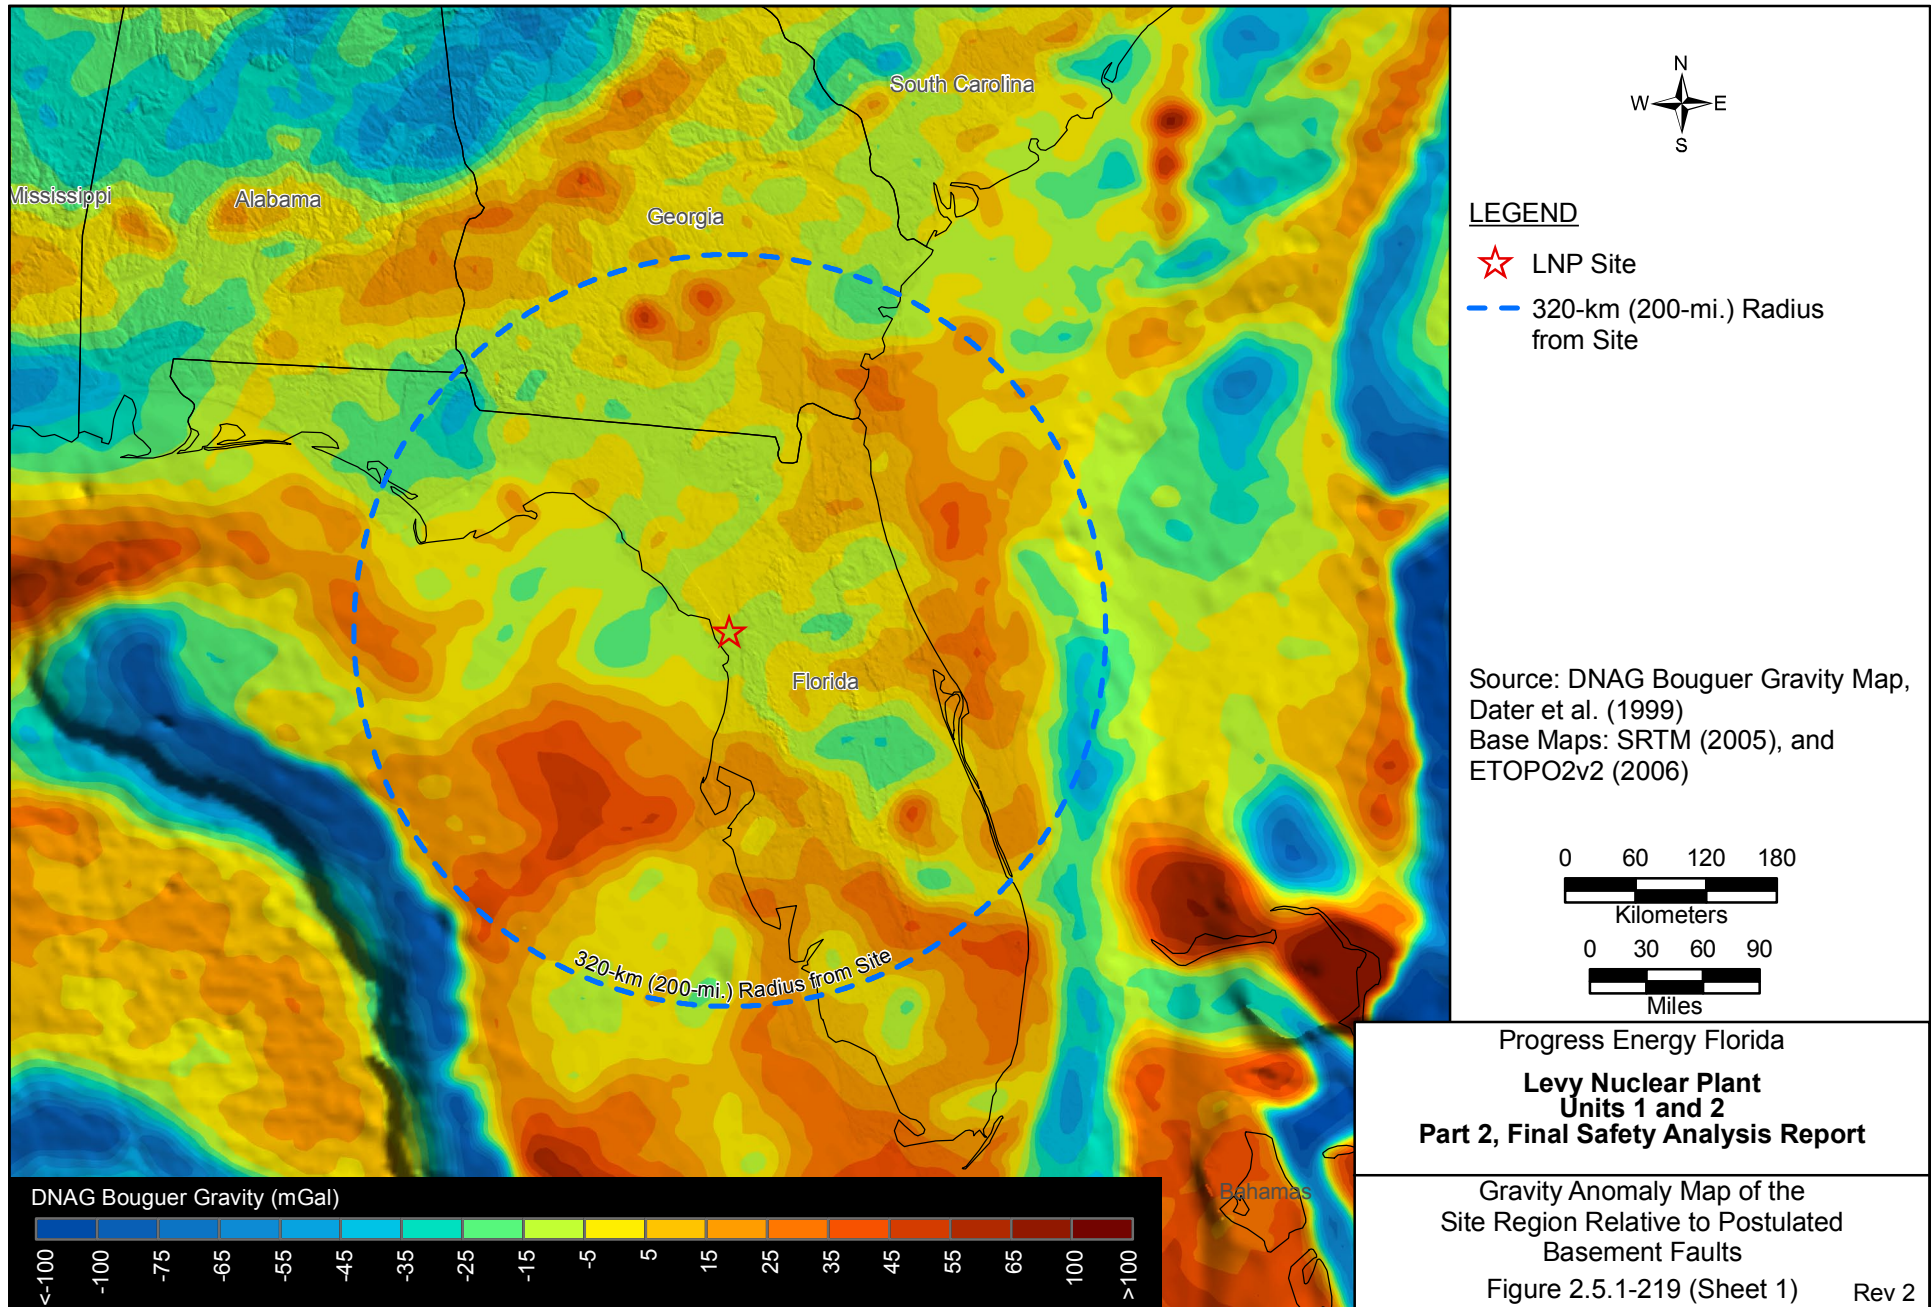 South Carolina
Mississippi
Alabama
Georgia
Florida
320-km (200-mi.) Radius from Site
Bahamas
DNAG Bouguer Gravity (mGal)
<-100 -100 -75 -65 -55 -45 -35 -25 -15 -5 5 15 25 35 45 55 65 100 >100
N
W E
S
LEGEND
LNP Site
320-km (200-mi.) Radius
from Site
Source: DNAG Bouguer Gravity Map,
Dater et al. (1999)
Base Maps: SRTM (2005), and
ETOPO2v2 (2006)
0 60 120 180
Kilometers
0 30 60 90
Miles
Progress Energy Florida
Levy Nuclear Plant
Units 1 and 2
Part 2, Final Safety Analysis Report
Gravity Anomaly Map of the
Site Region Relative to Postulated
Basement Faults
Figure 2.5.1-219 (Sheet 1) Rev 2